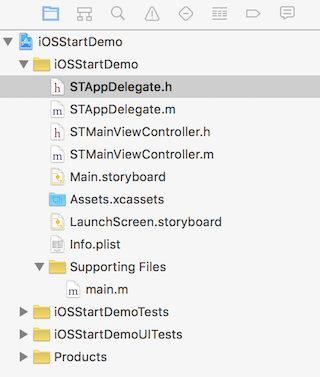 iOSStartDemo
iOSStartDemo
h STAppDelegate.h
m STAppDelegate.m
h STMainViewController.h
m STMainViewController.m
Main.storyboard
Assets.xcassets
LaunchScreen.storyboard
Info.plist
Supporting Files
m main.m
iOSStartDemoTests
iOSStartDemoUITests
Products